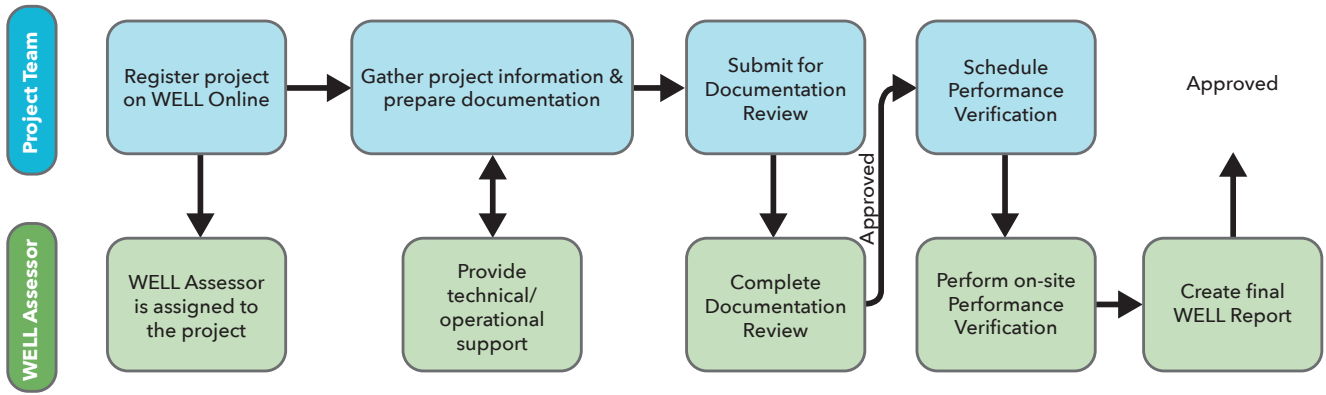 Project Team
Register project
on WELL Online
Gather project information &
prepare documentation
Submit for
Documentation
Review
Schedule
Performance
Verification
Approved
Approved
WELL Assessor
WELL Assessor
is assigned to
the project
Provide
technical/
operational
support
Complete
Documentation
Review
Perform on-site
Performance
Verification
Create final
WELL Report